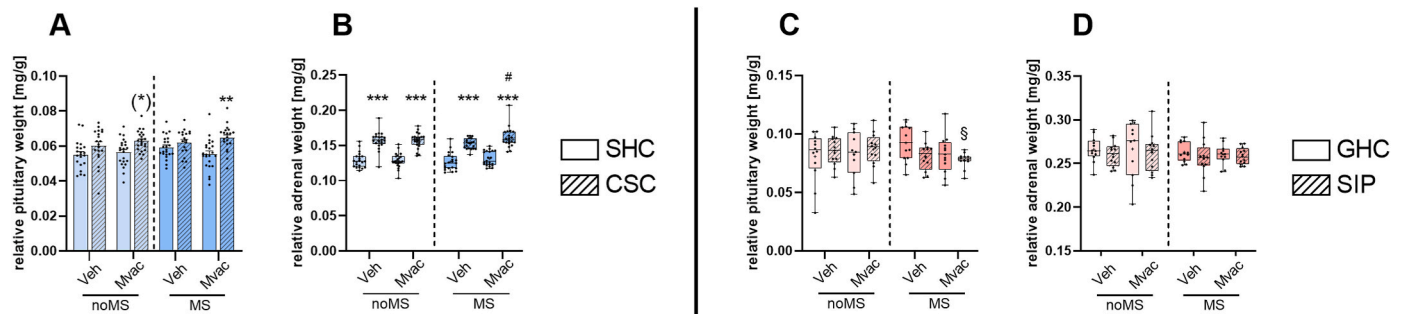 A
relative pituitary weight [mg/g]
0.10
0.08
0.06
0.04
0.02
0.00
(*)
**
Veh
Mvac
Veh
Mvac
noMS
MS
B
relative adrenal weight [mg/g]
0.25
0.20
0.15
0.10
0.05
0.00
***
***
***
#
***
Veh
Mvac
Veh
Mvac
noMS
MS
SHC
CSC
C
relative pituitary weight [mg/g]
0.15
0.10
0.05
0.00
§
Veh
Mvac
Veh
Mvac
noMS
MS
D
relative adrenal weight [mg/g]
0.35
0.30
0.25
0.20
0.15
Veh
Mvac
Veh
Mvac
noMS
MS
GHC
SIP